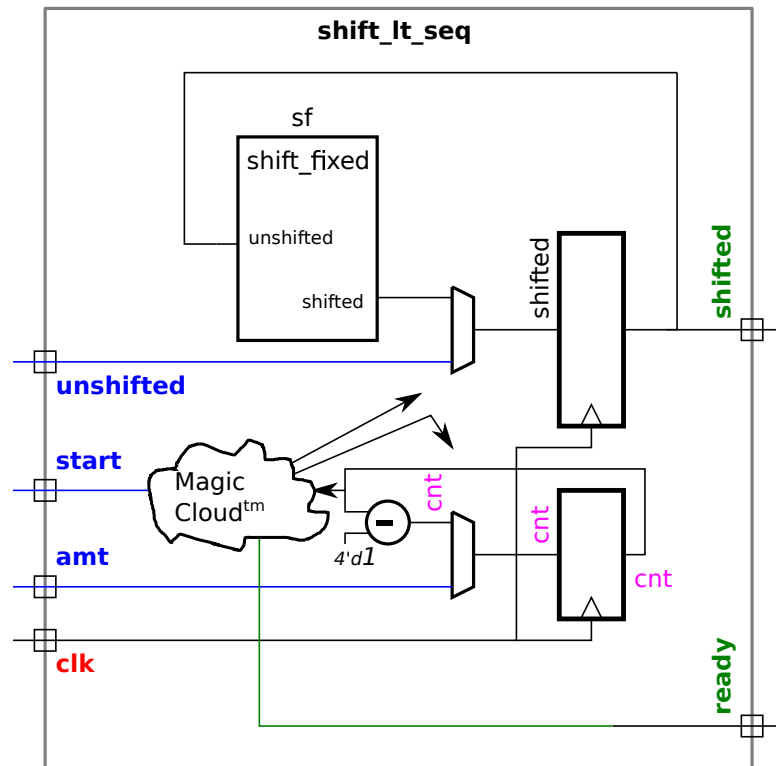 shift_lt_seq
sf
shift_fixed
unshifted
shifted
shifted
shifted
unshifted
start
Magic
Cloudtm
cnt
cnt
4'd1
cnt
amt
clk
ready